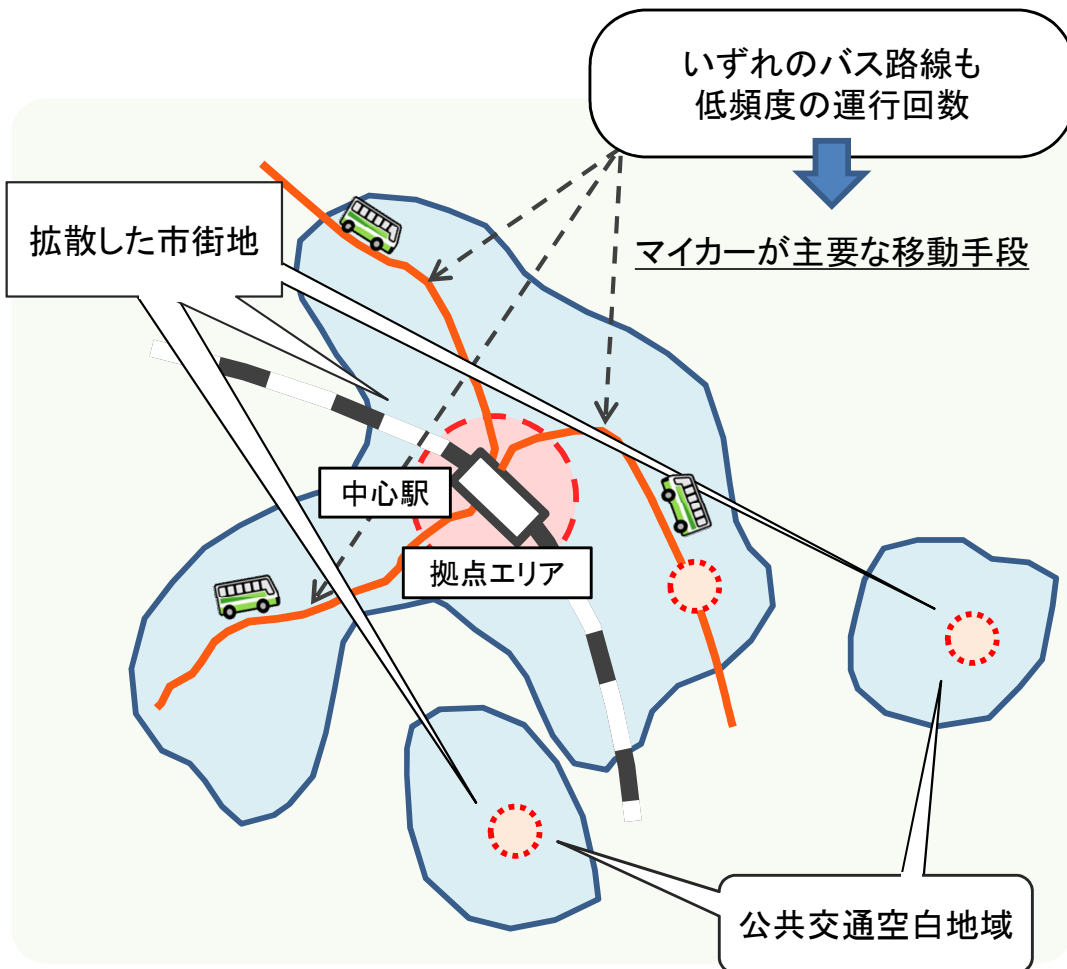 いずれのバス路線も
低頻度の運行回数
マイカーが主要な移動手段
拡散した市街地
中心駅
拠点エリア
公共交通空白地域